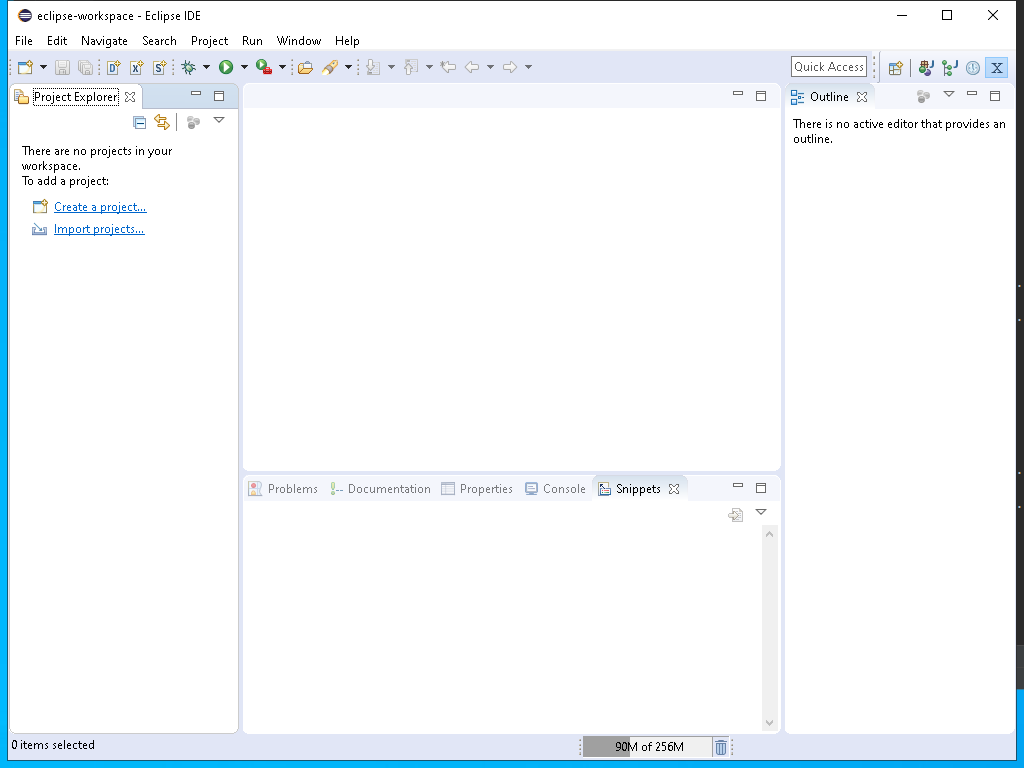 eclipse-workspace - Eclipse IDE
File Edit Navigate Search Project Run Window Help
Quick Access
Project Explorer
There are no projects in your
workspace.
To add a project:
Create a project...
Import projects...
Outline
There is no active editor that provides an
outline.
Problems Documentation Properties Console Snippets
0 items selected
90M of 256M